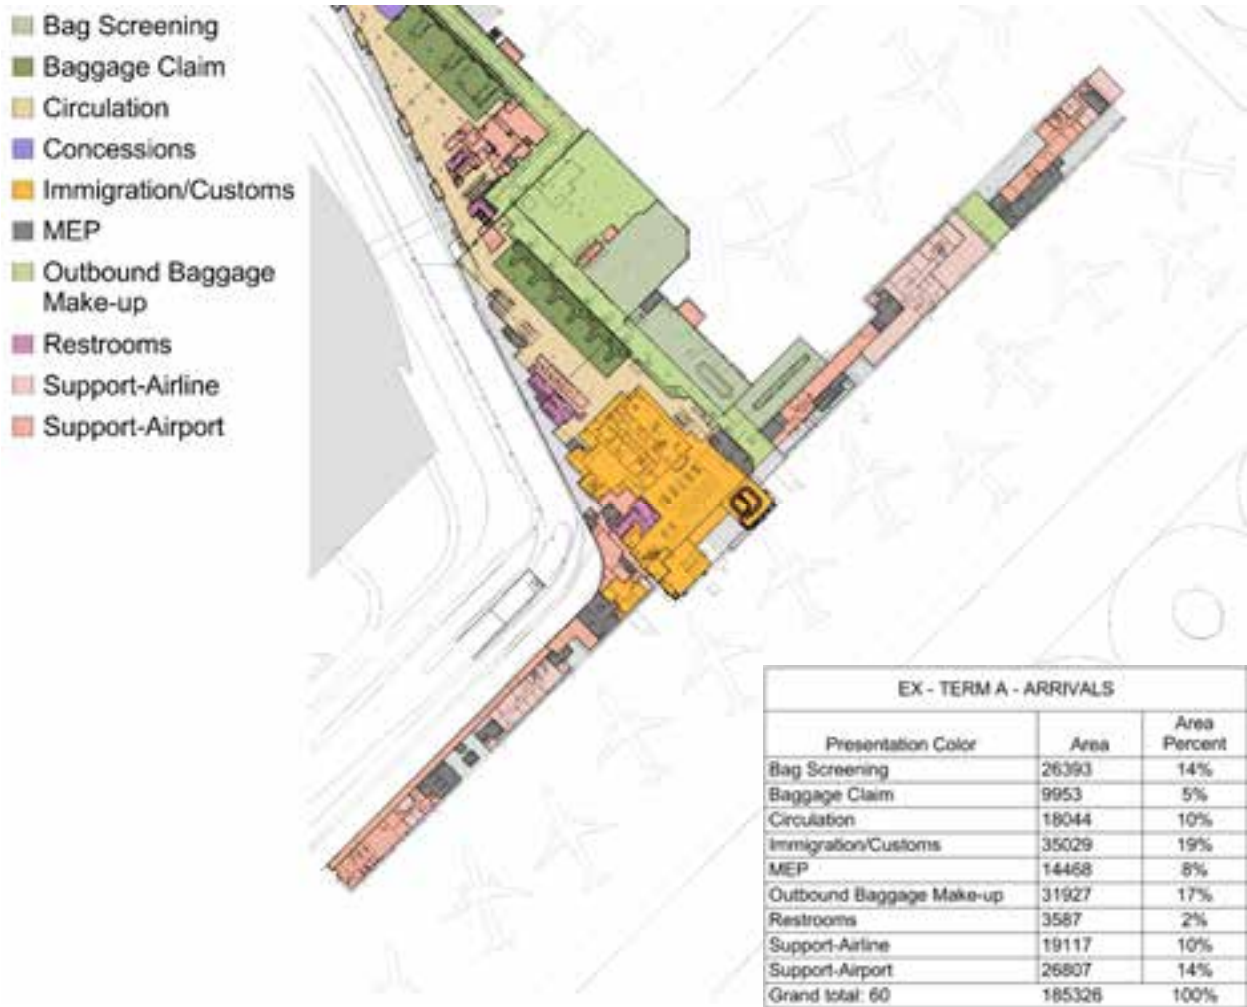 Bag Screening
Baggage Claim
Circulation
Concessions
Immigration/Customs
MEP
Outbound Baggage
Make-up
Restrooms
Support-Airline
Support-Airport
EX - TERM A - ARRIVALS
Presentation Color Area Area Percent
Bag Screening 26393 14%
Baggage Claim 9953 5%
Circulation 18044 10%
Immigration/Customs 35029 19%
MEP 14468 8%
Outbound Baggage Make-up 31927 17%
Restrooms 3587 2%
Support-Airline 19117 10%
Support-Airport 26807 14%
Grand total: 60 185326 100%